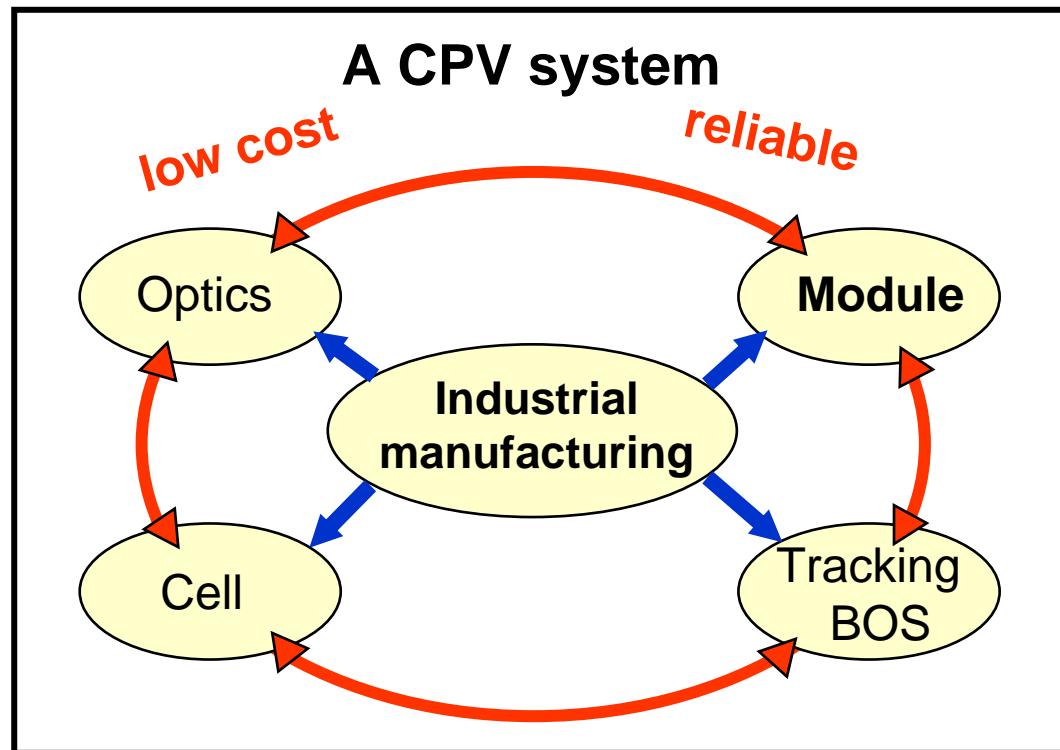 A CPV system
low cost
reliable
Optics
Module
Industrial
manufacturing
Cell
Tracking
BOS